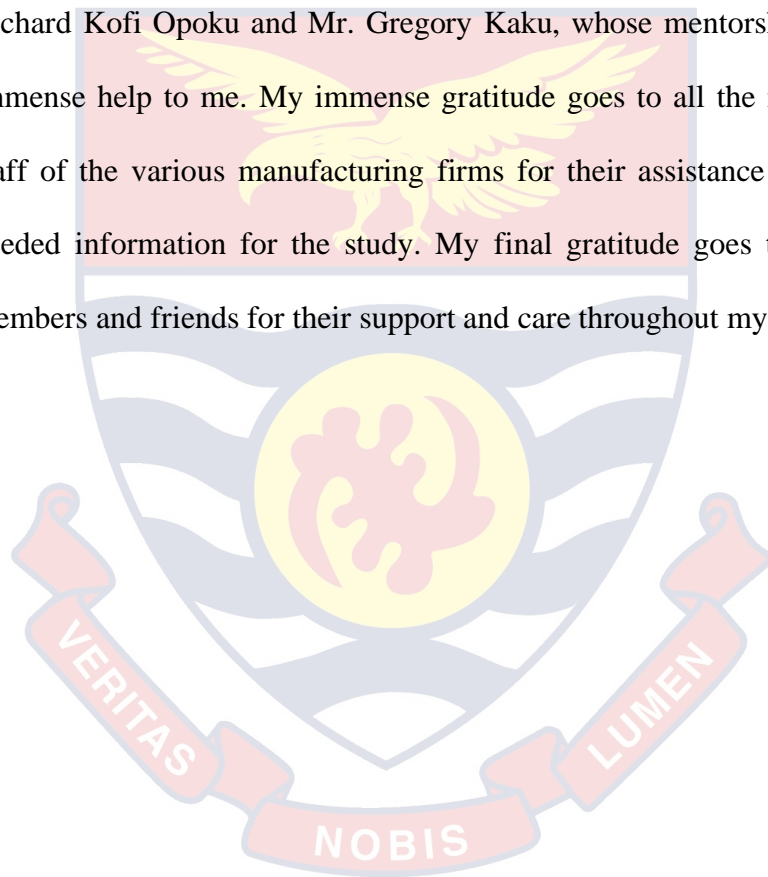 chard Kofi Opoku and Mr. Gregory Kaku, whose mentors
mense help to me. My immense gratitude goes to all the
aff of the various manufacturing firms for their assistance
eded information for the study. My final gratitude goes t
embers and friends for their support and care throughout my
VERITAS
NOBIS
LUMEN